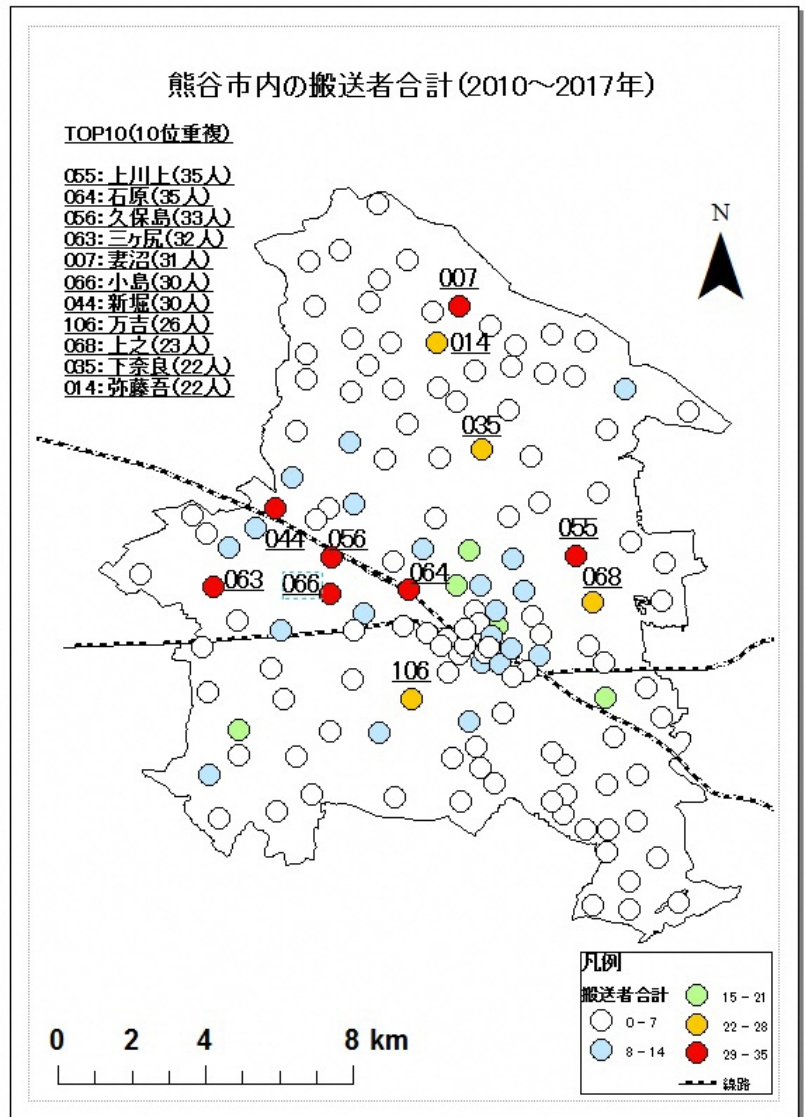 熊谷市内の搬送者合計(2010～2017年)
TOP10(10位重複)
055:上川上(35人)
064:石原(35人)
056:久保島(33人)
063:三ヶ尻(32人)
007:妻沼(31人)
066:小島(30人)
044:新堀(30人)
106:万吉(26人)
068:上之(23人)
035:下奈良(22人)
014:弥藤吾(22人)
N
007
014
035
044
056
055
063
066
064
068
106
凡例
搬送者合計
0 - 7
8 - 14
15 - 21
22 - 28
29 - 35
線路
0 2 4 8 km